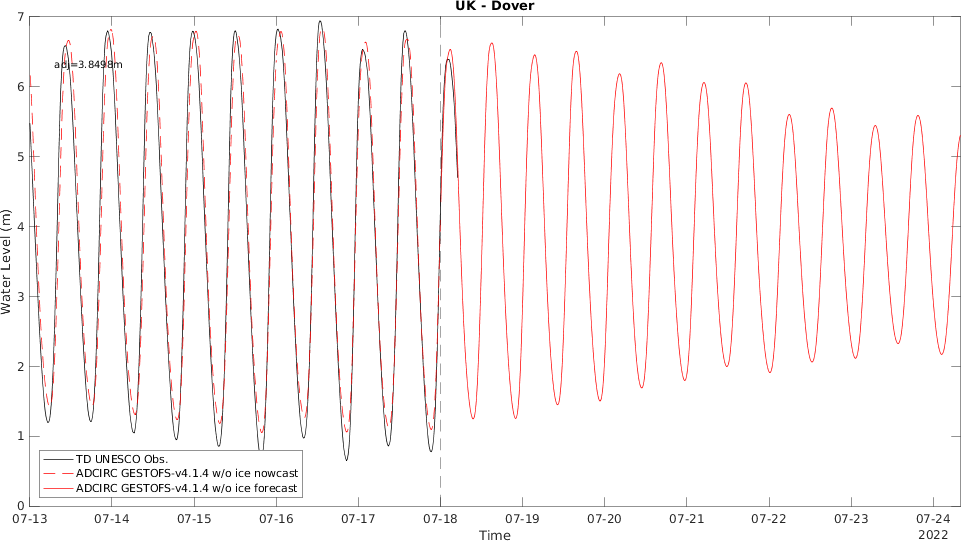 UK - Dover
adj=3.8498m
Water Level (m)
7
6
5
4
3
2
1
0
TD UNESCO Obs.
ADCIRC GESTOFS-v4.1.4 w/o ice nowcast
ADCIRC GESTOFS-v4.1.4 w/o ice forecast
07-13 07-14 07-15 07-16 07-17 07-18 07-19 07-20 07-21 07-22 07-23 07-24
Time
2022